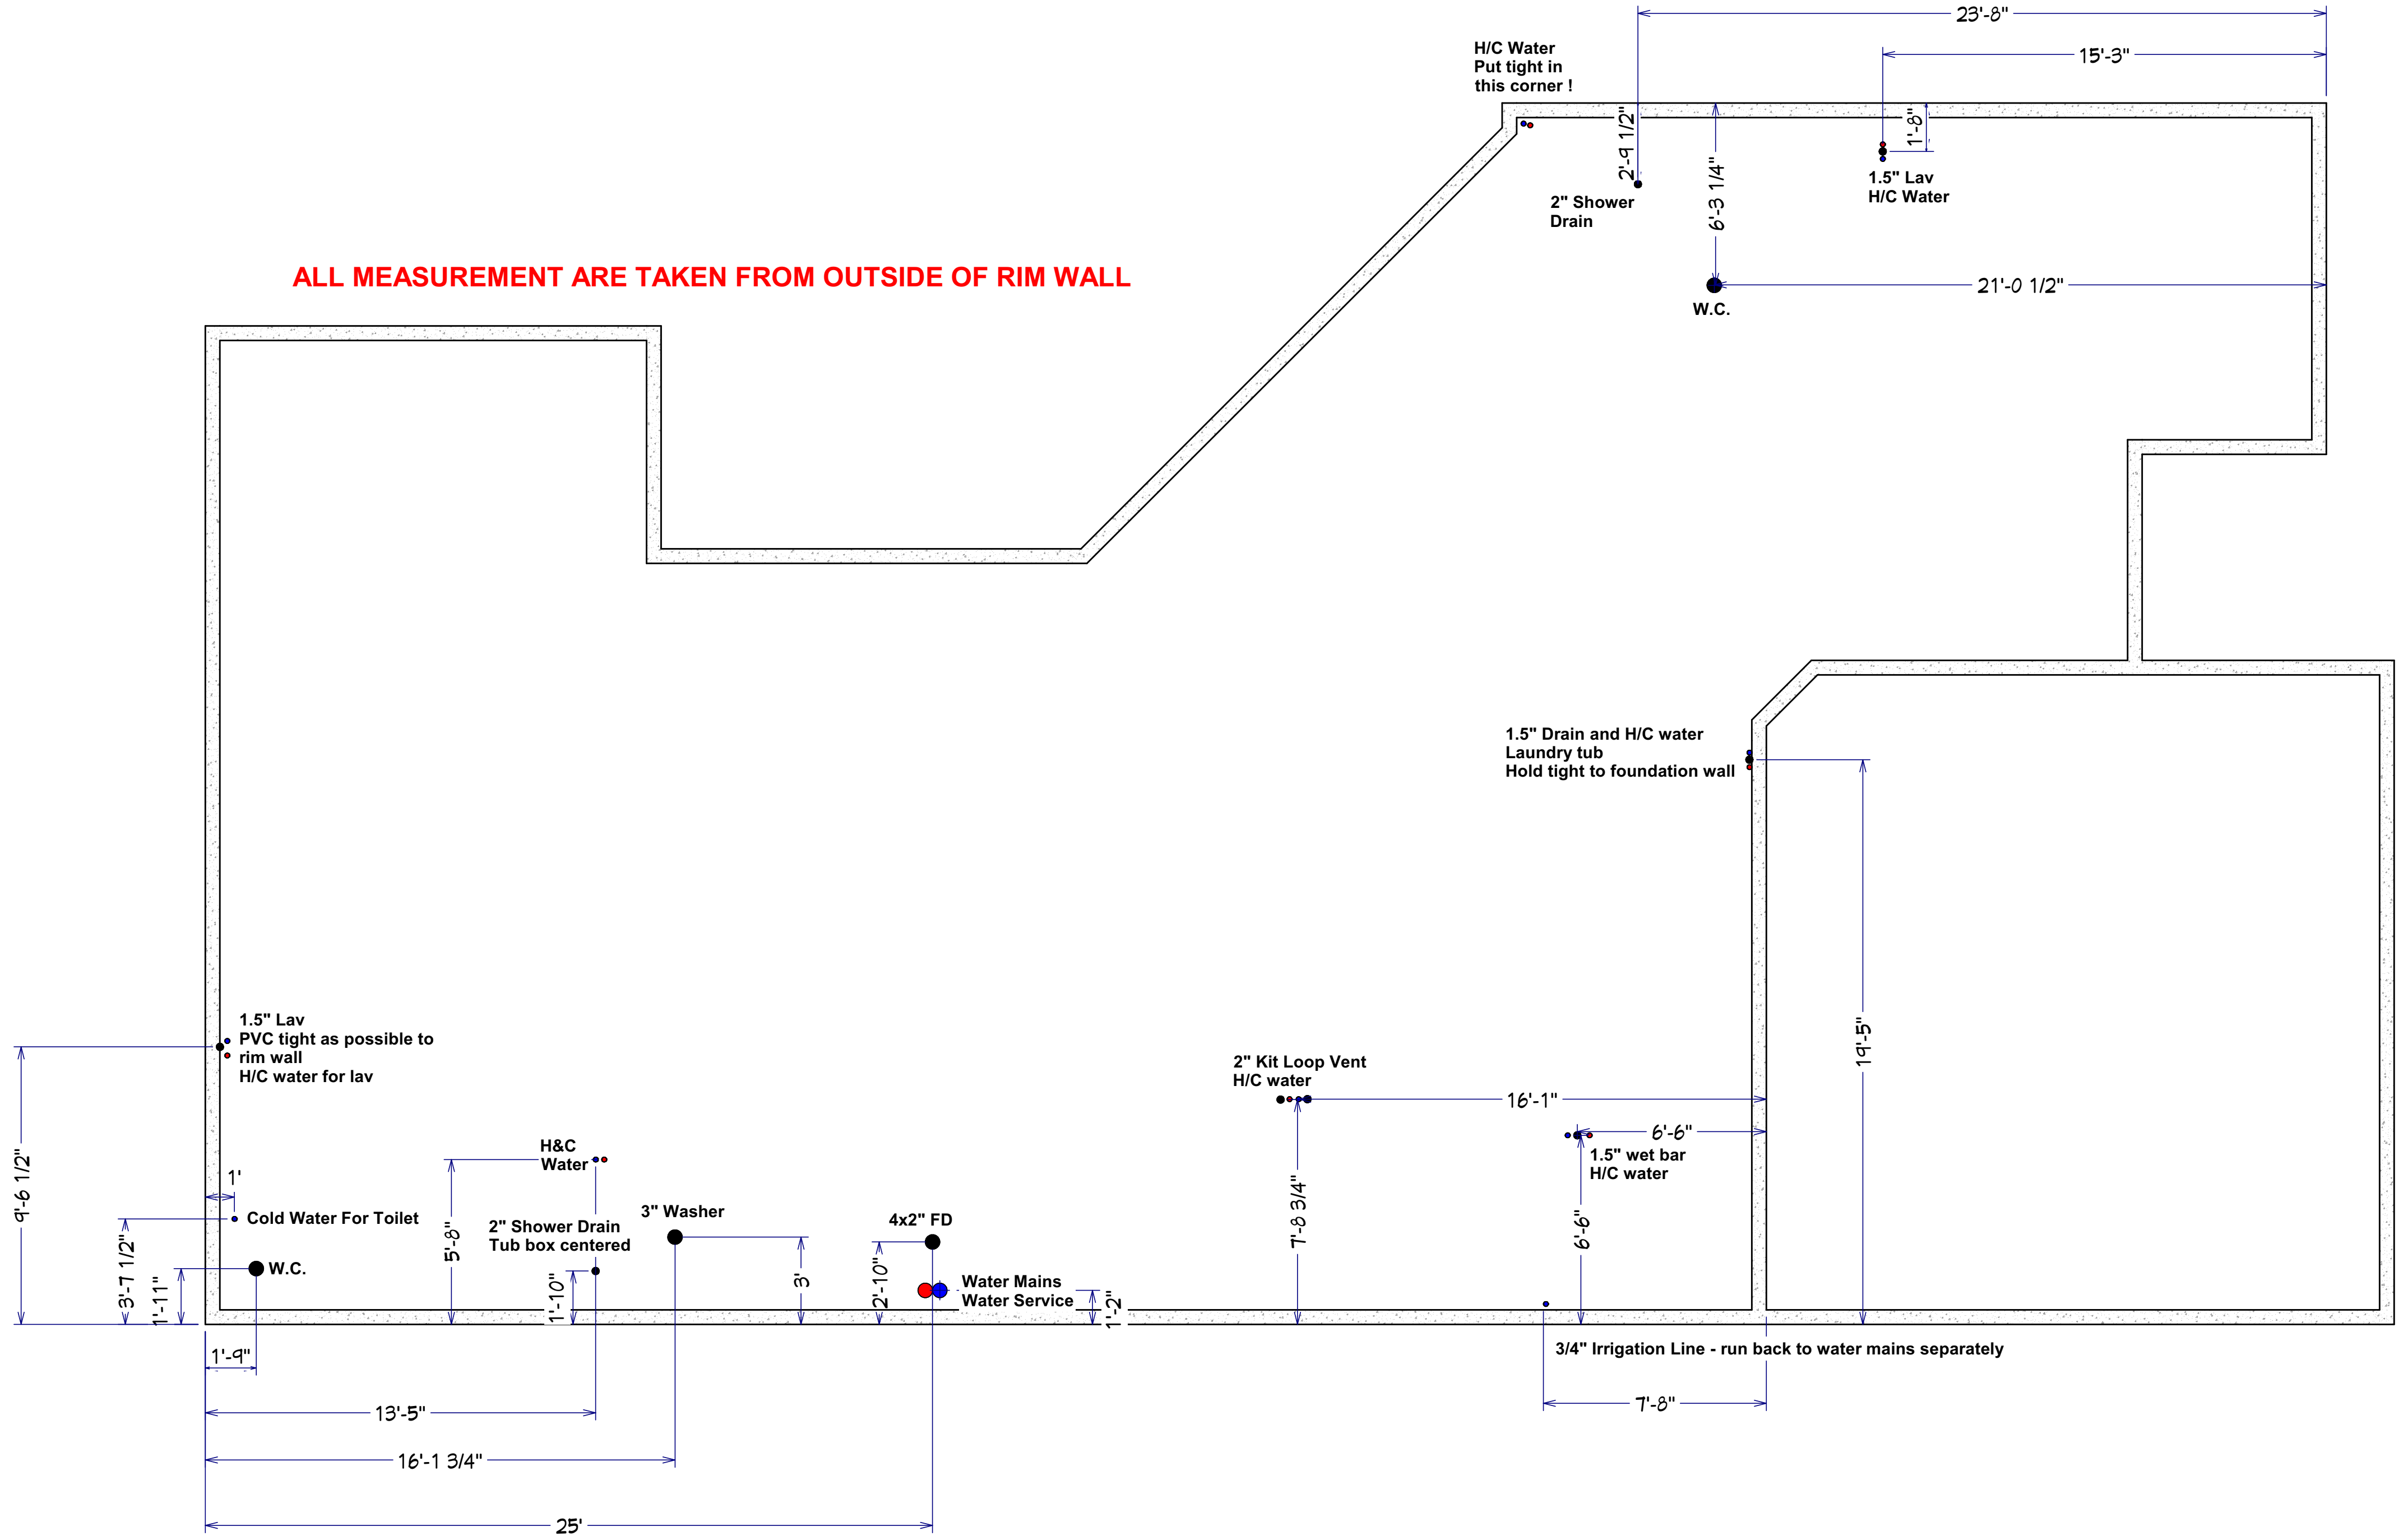 23'-8"
15'-3"
H/C Water
Put tight in
this corner !
2'-9 1/2"
6'-3 1/4"
1'-8"
1.5" Lav
H/C Water
2" Shower
Drain
ALL MEASUREMENT ARE TAKEN FROM OUTSIDE OF RIM WALL
21'-0 1/2"
W.C.
1.5" Drain and H/C water
Laundry tub
Hold tight to foundation wall
19'-5"
1.5" Lav
PVC tight as possible to
rim wall
H/C water for lav
9'-6 1/2"
2" Kit Loop Vent
H/C water
16'-1"
6'-6"
1.5" wet bar
H/C water
7'-8 3/4"
6'-6"
H&C
Water
1'
Cold Water For Toilet
3'-7 1/2"
1'-11"
W.C.
5'-8"
2" Shower Drain
Tub box centered
1'-10"
3" Washer
3'
4x2" FD
2'-10"
Water Mains
Water Service
1'-2"
3/4" Irrigation Line - run back to water mains separately
1'-9"
7'-8"
13'-5"
16'-1 3/4"
25'